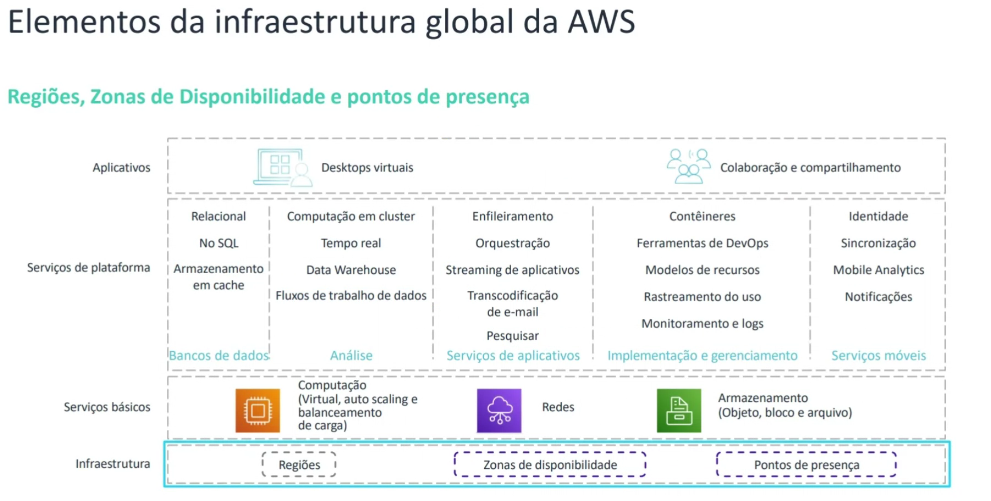 Elementos da infraestrutura global da AWS
Regiões, Zonas de Disponibilidade e pontos de presença
Aplicativos
Desktops virtuais
Colaboração e compartilhamento
Serviços de plataforma
Relacional
No SQL
Armazenamento
em cache
Bancos de dados
Computação em cluster
Tempo real
Data Warehouse
Fluxos de trabalho de dados
Análise
Enfileiramento
Orquestração
Streaming de aplicativos
Transcodificação
de e-mail
Pesquisar
Serviços de aplicativos
Contêineres
Ferramentas de DevOps
Modelos de recursos
Rastreamento do uso
Monitoramento e logs
Implementação e gerenciamento
Identidade
Sincronização
Mobile Analytics
Notificações
Serviços móveis
Serviços básicos
Computação
(Virtual, auto scaling e
balanceamento
de carga)
Redes
Armazenamento
(Objeto, bloco e arquivo)
Infraestrutura
Regiões
Zonas de disponibilidade
Pontos de presença